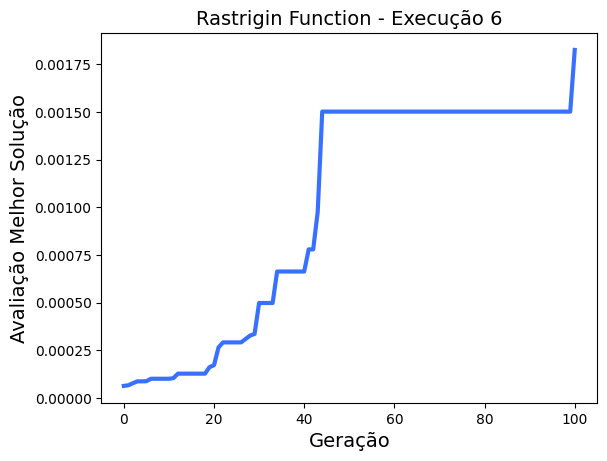 Rastrigin Function - Execução 6
Avaliação Melhor Solução
0.00175
0.00150
0.00125
0.00100
0.00075
0.00050
0.00025
0.00000
0 20 40 60 80 100
Geração